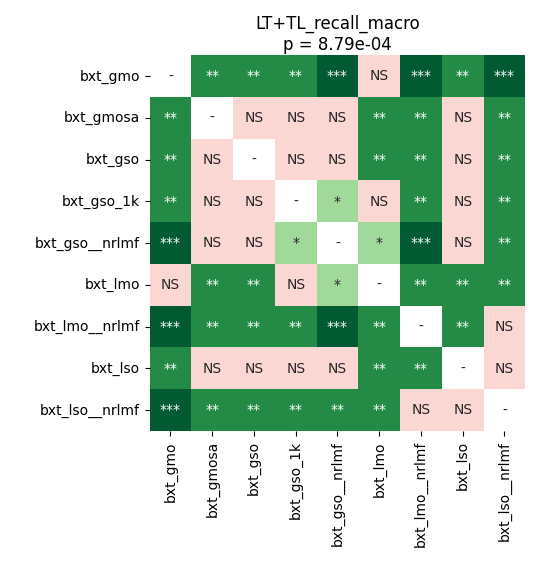 LT+TL_recall_macro
p = 8.79e-04
bxt_gmo - ** ** ** *** NS *** ** ***
bxt_gmosa ** - NS NS NS ** ** NS **
bxt_gso ** NS - NS NS ** ** NS **
bxt_gso_1k ** NS NS - * NS ** NS **
bxt_gso__nrlmf *** NS NS * - * *** NS **
bxt_lmo NS ** ** NS * - ** ** **
bxt_lmo__nrlmf *** ** ** ** *** ** - ** NS
bxt_lso ** NS NS NS NS ** ** - NS
bxt_lso__nrlmf *** ** ** ** ** ** NS NS -
bxt_gmo
bxt_gmosa
bxt_gso
bxt_gso_1k
bxt_gso__nrlmf
bxt_lmo
bxt_lmo__nrlmf
bxt_lso
bxt_lso__nrlmf